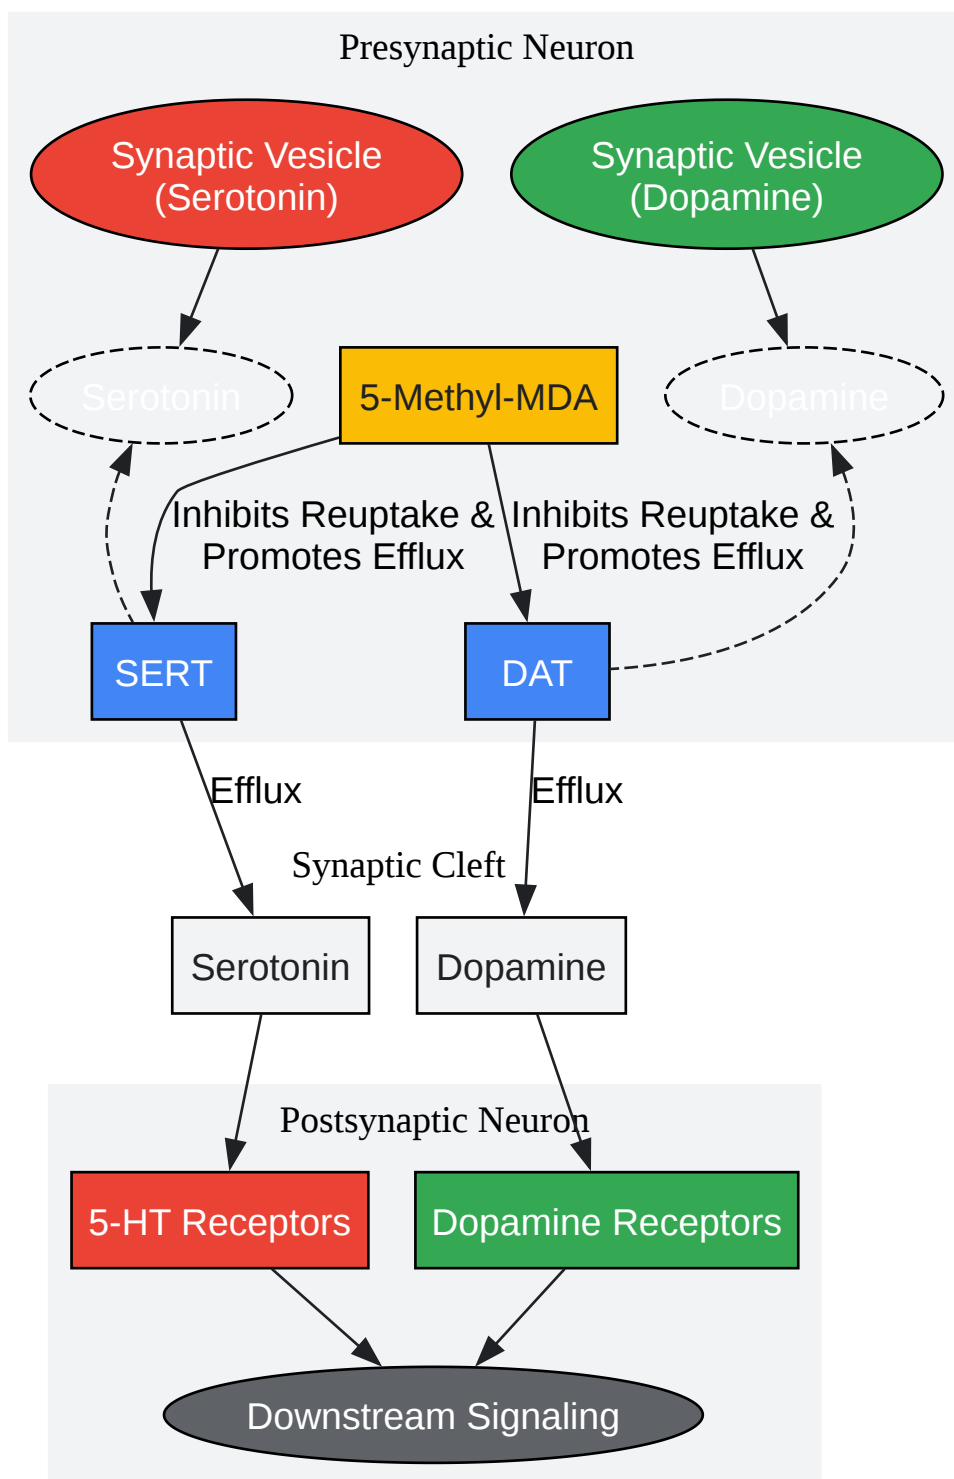 Presynaptic Neuron
Synaptic Vesicle
(Serotonin)
Synaptic Vesicle
(Dopamine)
Serotonin
5-Methyl-MDA
Dopamine
Inhibits Reuptake &
Promotes Efflux
Inhibits Reuptake &
Promotes Efflux
SERT
DAT
Efflux
Efflux
Synaptic Cleft
Serotonin
Dopamine
Postsynaptic Neuron
5-HT Receptors
Dopamine Receptors
Downstream Signaling